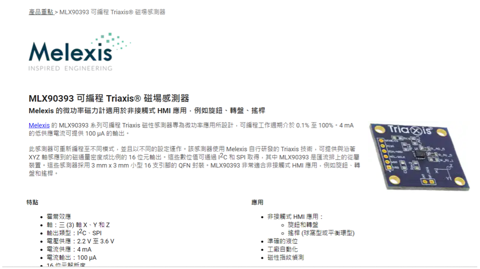 產品重點 > MLX90393 可編程 Triaxis® 磁場感測器
Melexis
INSPIRED ENGINEERING
MLX90393 可編程 Triaxis® 磁場感測器
Melexis 的微功率磁力計適用於非接觸式 HMI 應用，例如旋鈕、轉盤、搖桿
Melexis 的 MLX90393 系列可編程 Triaxis 磁性感測器專為微功率應用所設計，可編程工作週期介於 0.1% 至 100%，4 mA
的低供應電流可提供 100 µA 的輸出。
此感測器可重新編程至不同模式，並且以不同的設定運作。該感測器使用 Melexis 自行研發的 Triaxis 技術，可提供與沿著
XYZ 軸感應到的磁通量密度成比例的 16 位元輸出。這些數位值可通過 I²C 和 SPI 取得，其中 MLX90393 是匯流排上的從屬
裝置。這些感測器採用 3 mm x 3 mm 小型 16 支引腳的 QFN 封裝，MLX90393 非常適合非接觸式 HMI 應用，例如旋鈕、轉
盤和搖桿。
Triaxis
特點
霍爾效應
軸：三 (3) 軸 X、Y 和 Z
輸出類型：I²C、SPI
電壓供應：2.2 V 至 3.6 V
電流供應：4 mA
電流輸出：100 µA
16 位元解析度
應用
非接觸式 HMI 應用：
旋鈕和轉盤
搖桿 (球窩型或平衡環型)
準確的液位
工廠自動化
磁性指紋偵測